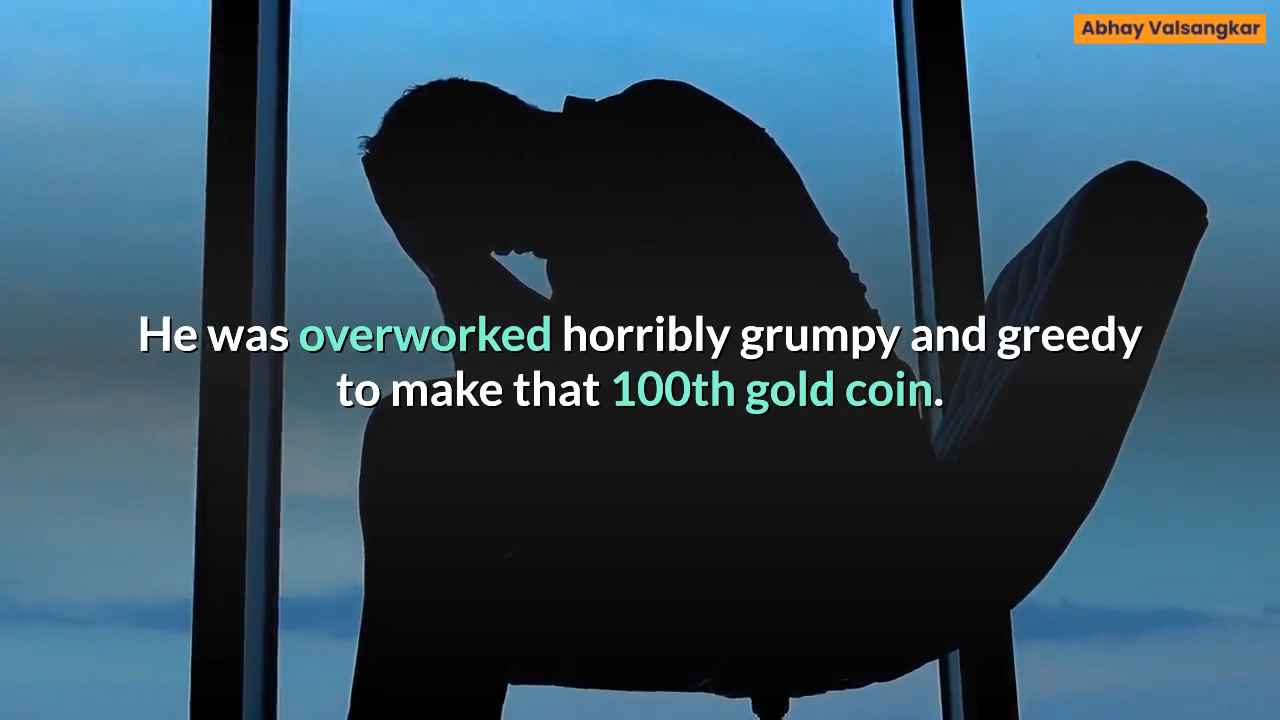 Abhay Valsangkar
He was overworked horribly grumpy and greedy
to make that 100th gold coin.